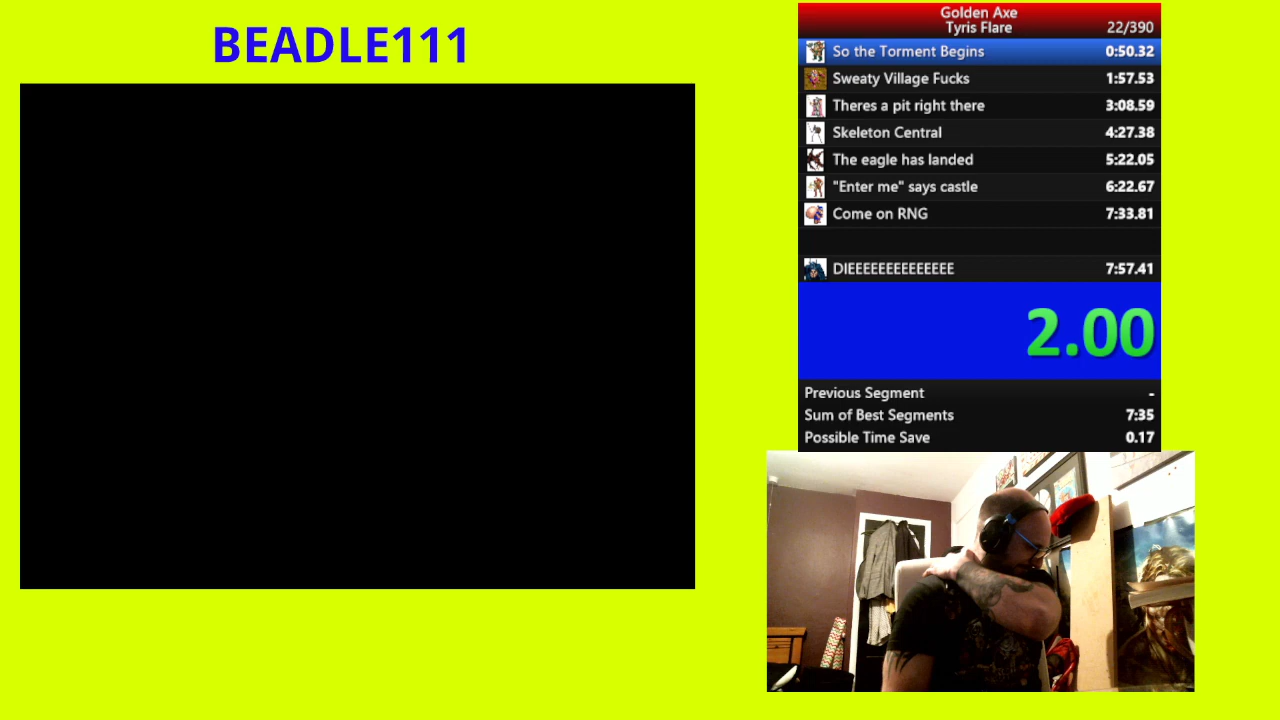 BEADLE111
Golden Axe
Tyris Flare 22/390
So the Torment Begins 0:50.32
Sweaty Village Fucks 1:57.53
Theres a pit right there 3:08.59
Skeleton Central 4:27.38
The eagle has landed 5:22.05
"Enter me" says castle 6:22.67
Come on RNG 7:33.81
DIEEEEEEEEEEEEEE 7:57.41
2.00
Previous Segment -
Sum of Best Segments 7:35
Possible Time Save 0.17